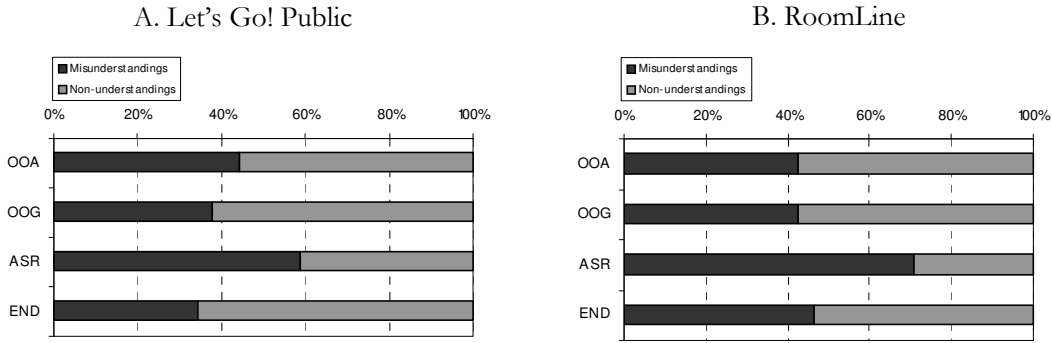 A. Let's Go! Public
Misunderstandings
Non-understandings
0% 20% 40% 60% 80% 100%
OOA
OOG
ASR
END
B. RoomLine
Misunderstandings
Non-understandings
0% 20% 40% 60% 80% 100%
OOA
OOG
ASR
END